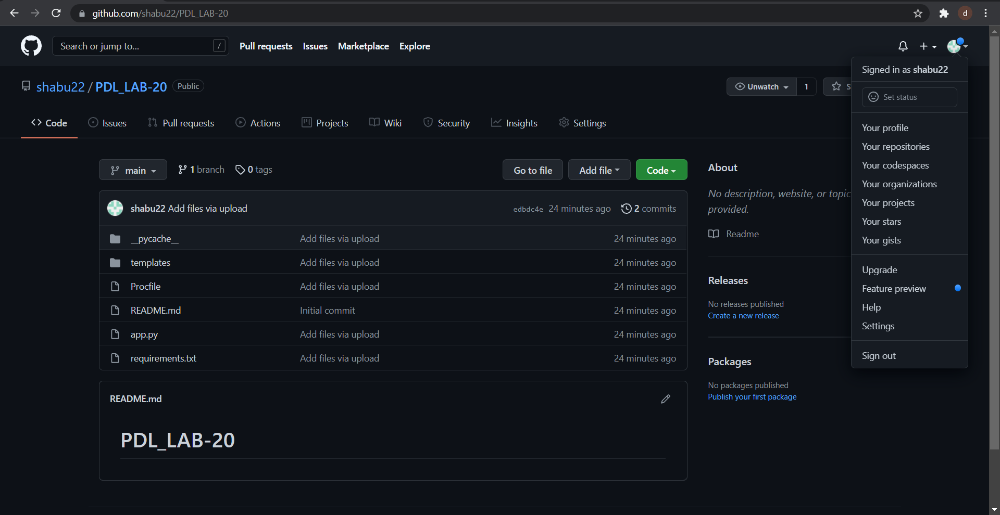 github.com/shabu22/PDL_LAB-20
d
Search or jump to... /
Pull requests Issues Marketplace Explore
Signed in as shabu22
Set status
Your profile
Your repositories
Your codespaces
Your organizations
Your projects
Your stars
Your gists
Upgrade
Feature preview
Help
Settings
Sign out
shabu22 / PDL_LAB-20 Public
Unwatch 1 S
Code Issues Pull requests Actions Projects Wiki Security Insights Settings
main 1 branch 0 tags
Go to file Add file Code
shabu22 Add files via upload edbdc4e 24 minutes ago 2 commits
__pycache__ Add files via upload 24 minutes ago
templates Add files via upload 24 minutes ago
Procfile Add files via upload 24 minutes ago
README.md Initial commit 24 minutes ago
app.py Add files via upload 24 minutes ago
requirements.txt Add files via upload 24 minutes ago
README.md
PDL_LAB-20
About
No description, website, or topic
provided.
Readme
Releases
No releases published
Create a new release
Packages
No packages published
Publish your first package